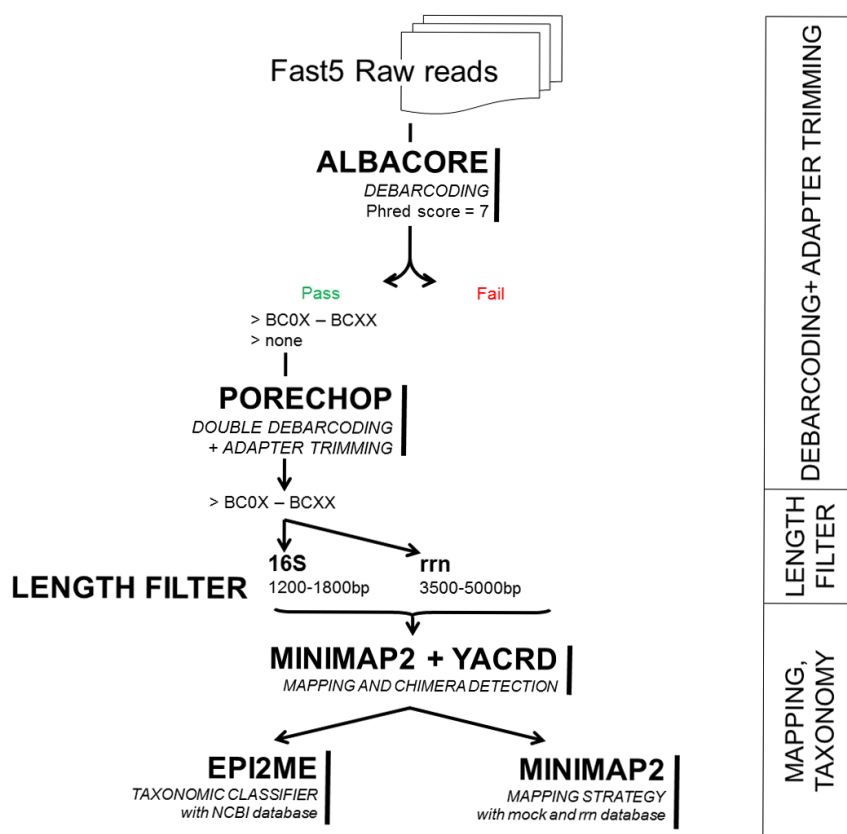 Fast5 Raw reads
ALBACORE
DEBARCODING
Phred score = 7
Pass
Fail
> BC0X – BCXX
> none
PORECHOP
DOUBLE DEBARCODING
+ ADAPTER TRIMMING
> BC0X – BCXX
LENGTH FILTER
16S
1200-1800bp
rrn
3500-5000bp
MINIMAP2 + YACRD
MAPPING AND CHIMERA DETECTION
EPI2ME
TAXONOMIC CLASSIFIER
with NCBI database
MINIMAP2
MAPPING STRATEGY
with mock and rrn database
DEBARCODING+ ADAPTER TRIMMING
LENGTH
FILTER
MAPPING,
TAXONOMY